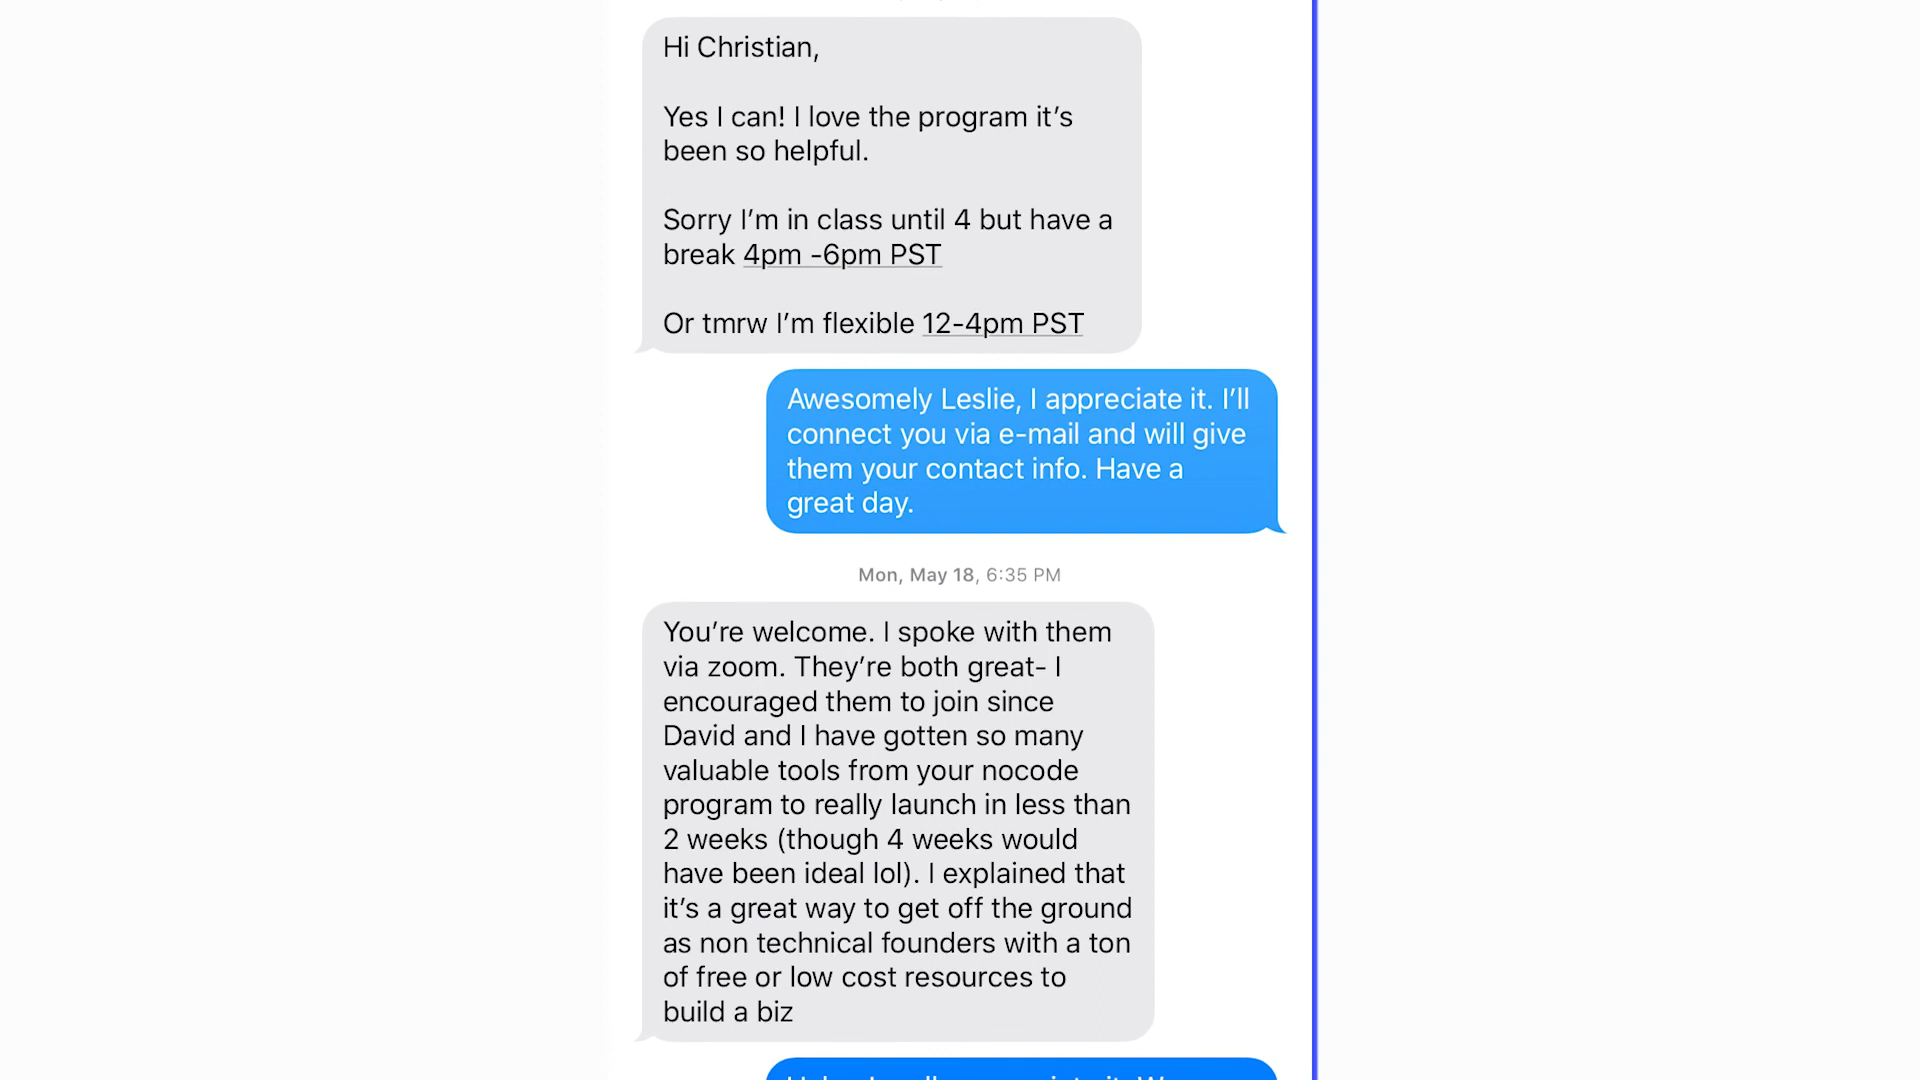 Hi Christian,
Yes I can! I love the program it's
been so helpful.
Sorry I'm in class until 4 but have a
break 4pm -6pm PST
Or tmrw I'm flexible 12-4pm PST
Awesomely Leslie, I appreciate it. I'll
connect you via e-mail and will give
them your contact info. Have a
great day.
Mon, May 18, 6:35 PM
You're welcome. I spoke with them
via zoom. They're both great- I
encouraged them to join since
David and I have gotten so many
valuable tools from your nocode
program to really launch in less than
2 weeks (though 4 weeks would
have been ideal lol). I explained that
it's a great way to get off the ground
as non technical founders with a ton
of free or low cost resources to
build a biz